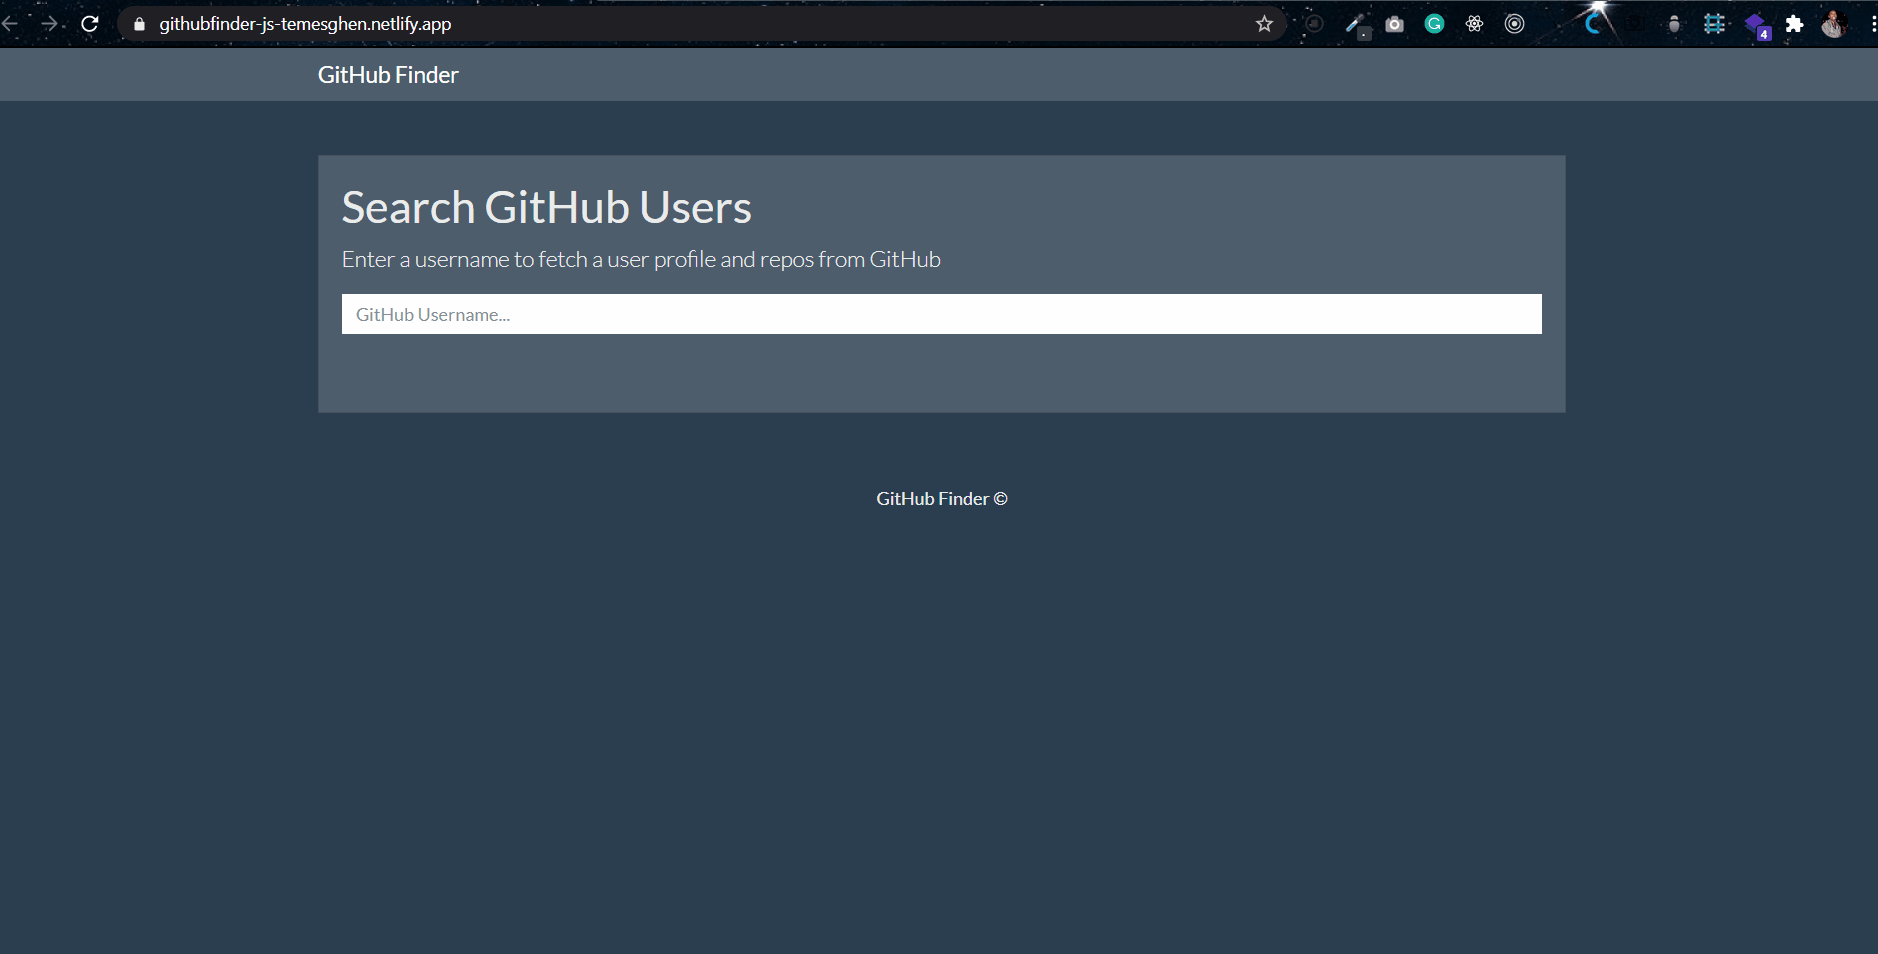 githubfinder-js-temesghen.netlify.app
4
GitHub Finder
Search GitHub Users
Enter a username to fetch a user profile and repos from GitHub
GitHub Username...
GitHub Finder ©